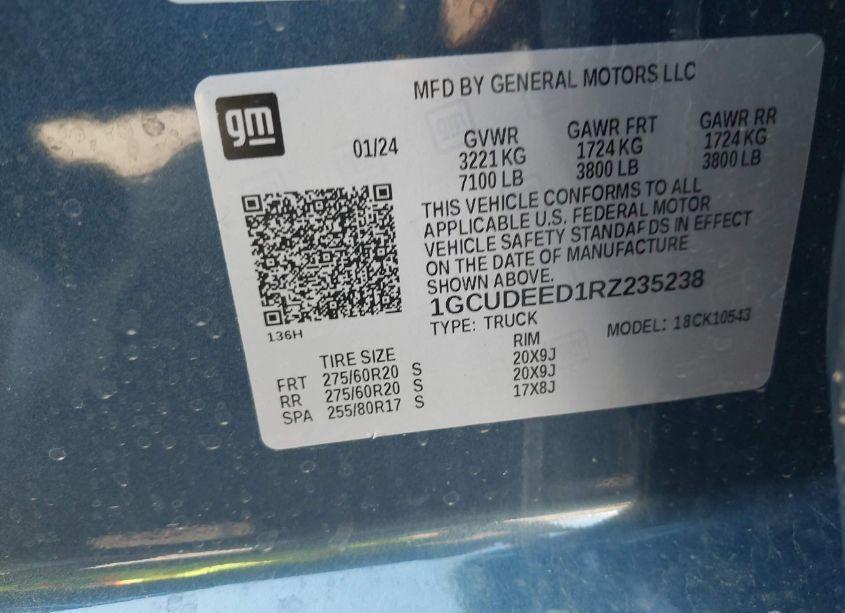 MFD BY GENERAL MOTORS LLC
gm
01/24
GVWR GAWR FRT GAWR RR
3221 KG 1724 KG 1724 KG
7100 LB 3800 LB 3800 LB
THIS VEHICLE CONFORMS TO ALL
APPLICABLE U.S. FEDERAL MOTOR
VEHICLE SAFETY STANDAFDS IN EFFECT
ON THE DATE OF MANUFACTURE
SHOWN ABOVE.
1GCUDEED1RZ235238
136H
TYPE: TRUCK MODEL: 18CK10543
TIRE SIZE RIM
FRT 275/60R20 S 20X9J
RR 275/60R20 S 20X9J
SPA 255/80R17 S 17X8J